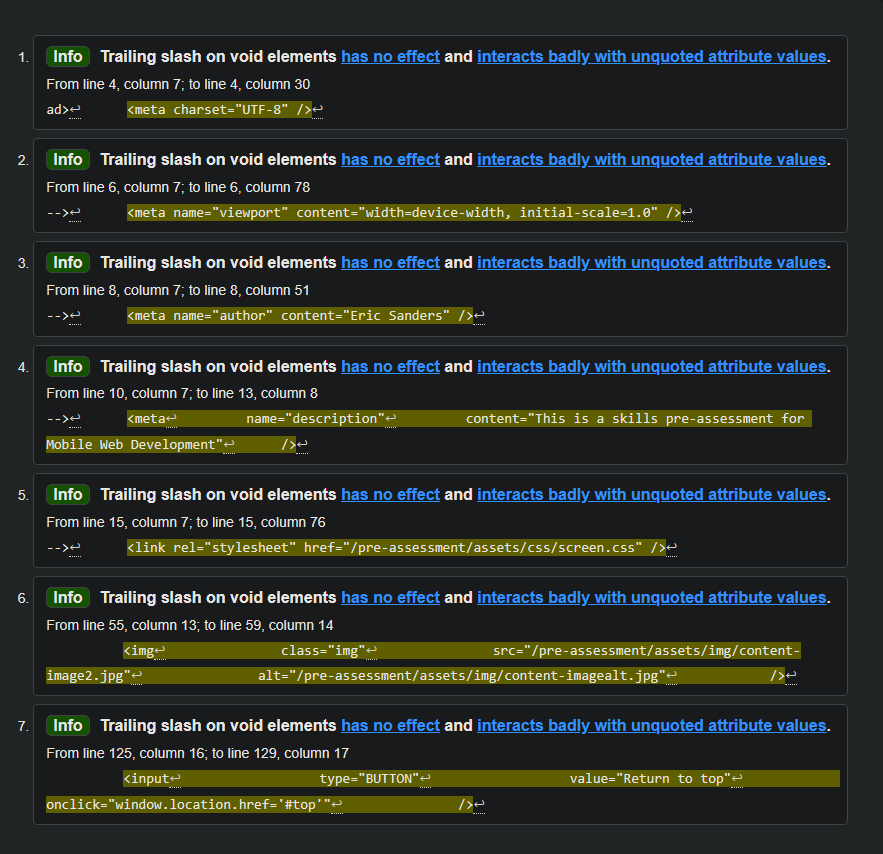 1. Info Trailing slash on void elements has no effect and interacts badly with unquoted attribute values.
From line 4, column 7; to line 4, column 30
ad>↩ <meta charset="UTF-8" />↩
2. Info Trailing slash on void elements has no effect and interacts badly with unquoted attribute values.
From line 6, column 7; to line 6, column 78
-->↩ <meta name="viewport" content="width=device-width, initial-scale=1.0" />↩
3. Info Trailing slash on void elements has no effect and interacts badly with unquoted attribute values.
From line 8, column 7; to line 8, column 51
-->↩ <meta name="author" content="Eric Sanders" />↩
4. Info Trailing slash on void elements has no effect and interacts badly with unquoted attribute values.
From line 10, column 7; to line 13, column 8
-->↩ <meta↩ name="description"↩ content="This is a skills pre-assessment for
Mobile Web Development"↩ />↩
5. Info Trailing slash on void elements has no effect and interacts badly with unquoted attribute values.
From line 15, column 7; to line 15, column 76
-->↩ <link rel="stylesheet" href="/pre-assessment/assets/css/screen.css" />↩
6. Info Trailing slash on void elements has no effect and interacts badly with unquoted attribute values.
From line 55, column 13; to line 59, column 14
<img↩ class="img"↩ src="/pre-assessment/assets/img/content-
image2.jpg"↩ alt="/pre-assessment/assets/img/content-imagealt.jpg"↩ />↩
7. Info Trailing slash on void elements has no effect and interacts badly with unquoted attribute values.
From line 125, column 16; to line 129, column 17
<input↩ type="BUTTON"↩ value="Return to top"↩
onclick="window.location.href='#top'"↩ />↩